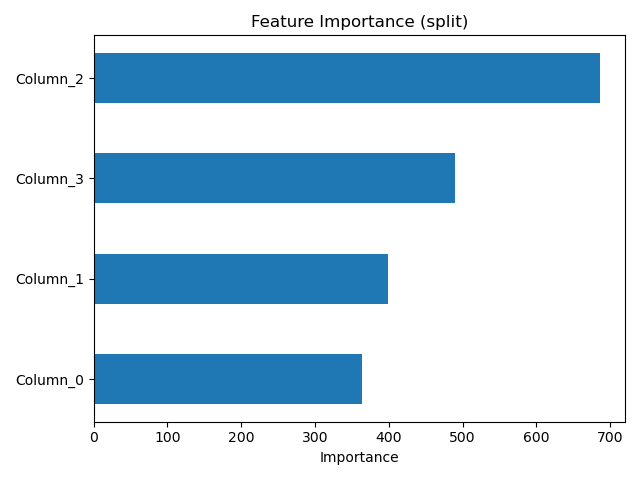 Feature Importance (split)
Column_2
Column_3
Column_1
Column_0
0 100 200 300 400 500 600 700
Importance